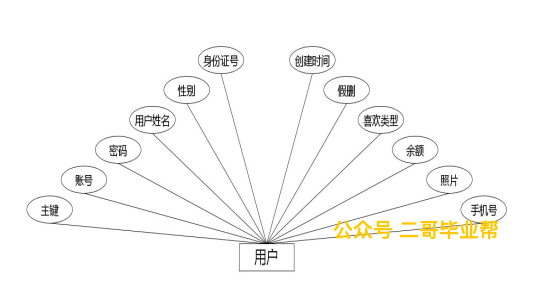 身份证号
创建时间
性别
假删
用户姓名
喜欢类型
密码
余额
账号
照片
主键
手机号
公众号 二哥毕业帮
用户